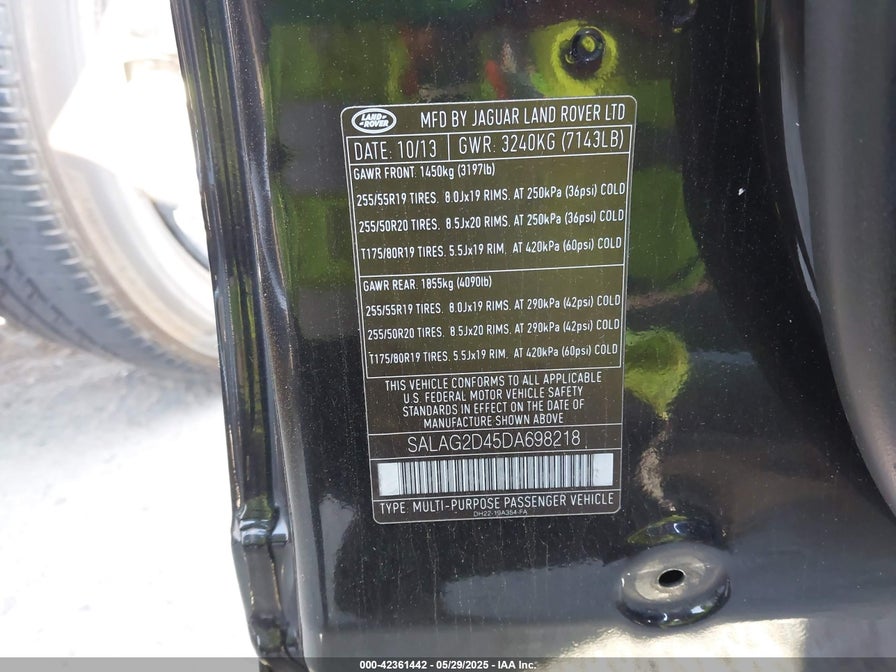 LAND ROVER
MFD BY JAGUAR LAND ROVER LTD
DATE: 10/13 GWR: 3240KG (7143LB)
GAWR FRONT: 1450kg (3197lb)
255/55R19 TIRES. 8.0Jx19 RIMS. AT 250kPa (36psi) COLD
255/50R20 TIRES. 8.5Jx20 RIMS. AT 250kPa (36psi) COLD
T175/80R19 TIRES. 5.5Jx19 RIM. AT 420kPa (60psi) COLD
GAWR REAR: 1855kg (4090lb)
255/55R19 TIRES. 8.0Jx19 RIMS. AT 290kPa (42psi) COLD
255/50R20 TIRES. 8.5Jx20 RIMS. AT 290kPa (42psi) COLD
T175/80R19 TIRES. 5.5Jx19 RIM. AT 420kPa (60psi) COLD
THIS VEHICLE CONFORMS TO ALL APPLICABLE
U.S. FEDERAL MOTOR VEHICLE SAFETY
STANDARDS IN EFFECT ON THE DATE OF
MANUFACTURE SHOWN ABOVE
SALAG2D45DA698218
TYPE: MULTI-PURPOSE PASSENGER VEHICLE
DH22-19A354-FA
000-42361442 - 05/29/2025 - IAA Inc.